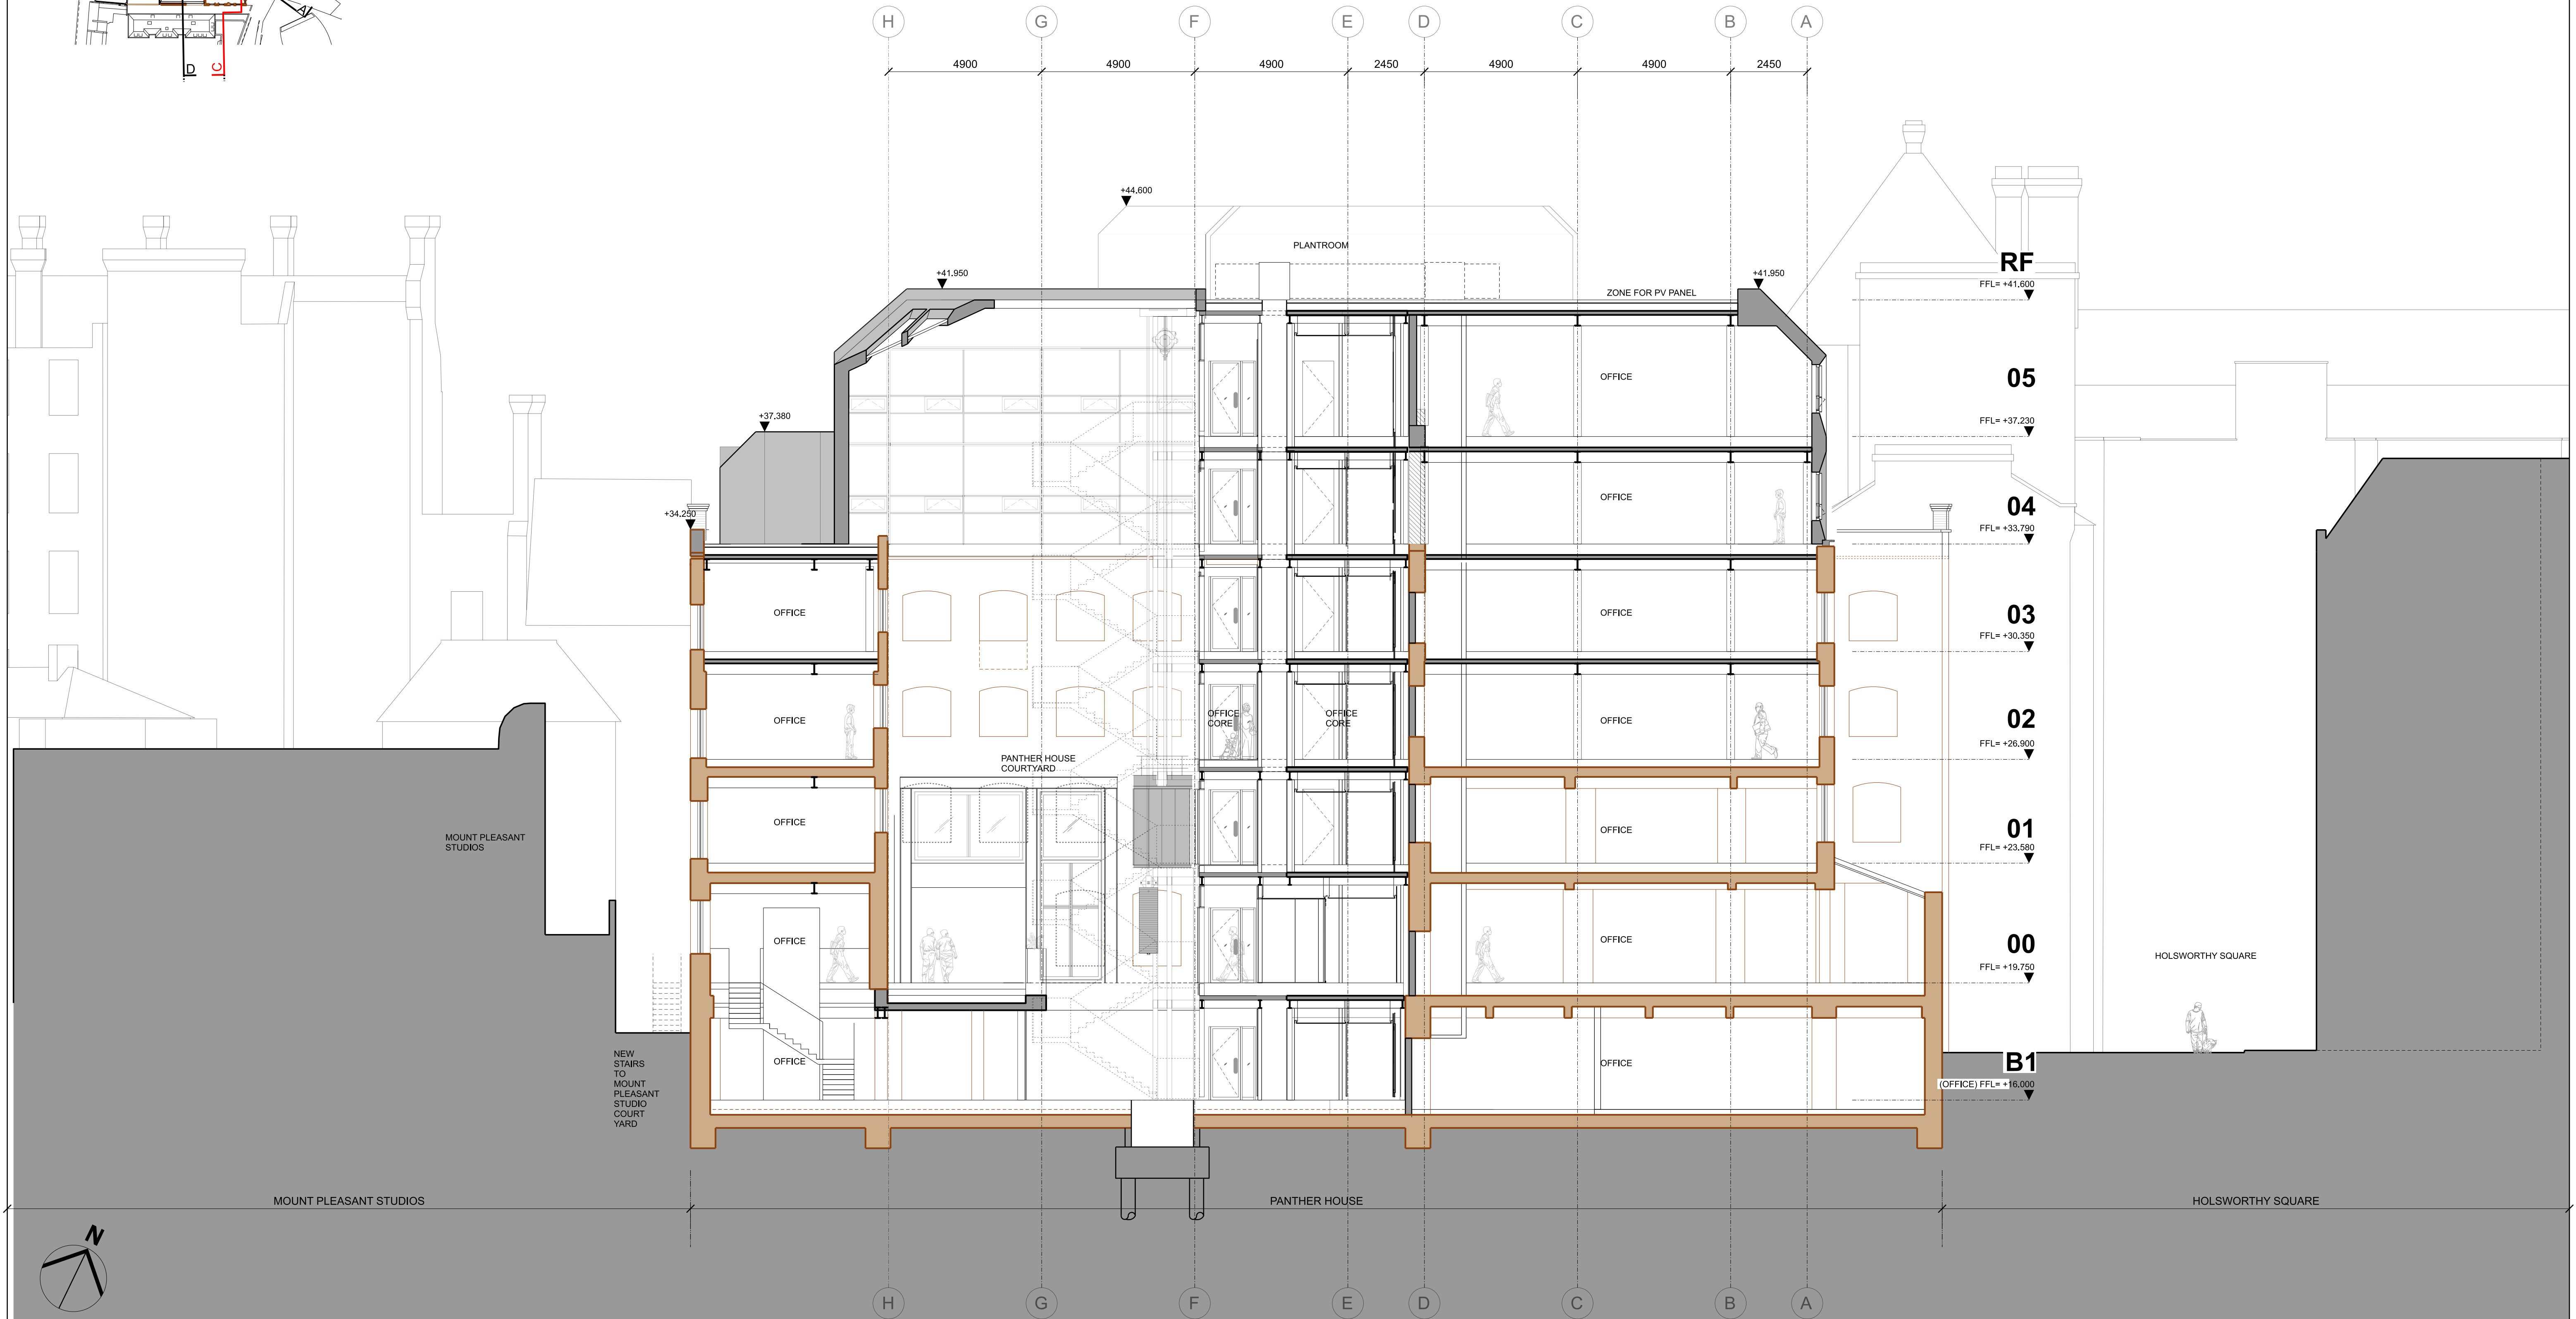 A1
D
C
H
G
F
E
D
C
B
A
4900
4900
4900
2450
4900
4900
2450
+44,600
PLANTROOM
+41,950
+41,950
ZONE FOR PV PANEL
RF
FFL= +41,600
OFFICE
05
+37,380
FFL= +37,230
OFFICE
+34,250
04
FFL= +33,790
OFFICE
OFFICE
03
FFL= +30,350
OFFICE
OFFICE
CORE
OFFICE
CORE
OFFICE
02
FFL= +26,900
PANTHER HOUSE
COURTYARD
OFFICE
OFFICE
01
FFL= +23,580
MOUNT PLEASANT
STUDIOS
OFFICE
OFFICE
00
FFL= +19,750
HOLSWORTHY SQUARE
NEW
STAIRS
TO
MOUNT
PLEASANT
STUDIO
COURT
YARD
OFFICE
OFFICE
B1
(OFFICE) FFL= +16,000
MOUNT PLEASANT STUDIOS
PANTHER HOUSE
HOLSWORTHY SQUARE
N
H
G
F
E
D
C
B
A